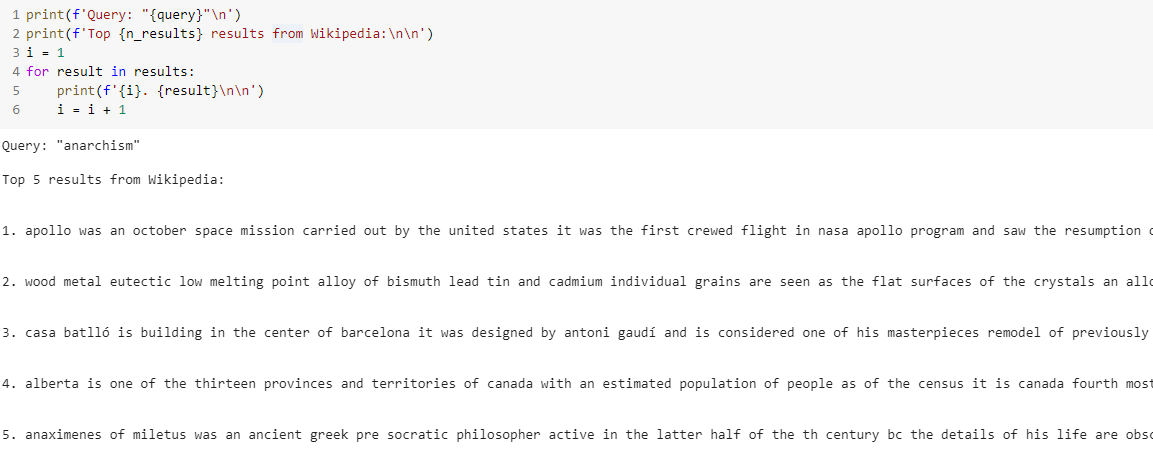 1 print(f'Query: "{query}"\n')
2 print(f'Top {n_results} results from Wikipedia:\n\n')
3 i = 1
4 for result in results:
5     print(f'{i}. {result}\n\n')
6     i = i + 1
Query: "anarchism"
Top 5 results from Wikipedia:
1. apollo was an october space mission carried out by the united states it was the first crewed flight in nasa apollo program and saw the resumption
2. wood metal eutectic low melting point alloy of bismuth lead tin and cadmium individual grains are seen as the flat surfaces of the crystals an
3. casa batlló is building in the center of barcelona it was designed by antoni gaudí and is considered one of his masterpieces remodel of previously
4. alberta is one of the thirteen provinces and territories of canada with an estimated population of people as of the census it is canada fourth
5. anaximenes of miletus was an ancient greek pre socratic philosopher active in the latter half of the th century bc the details of his life are